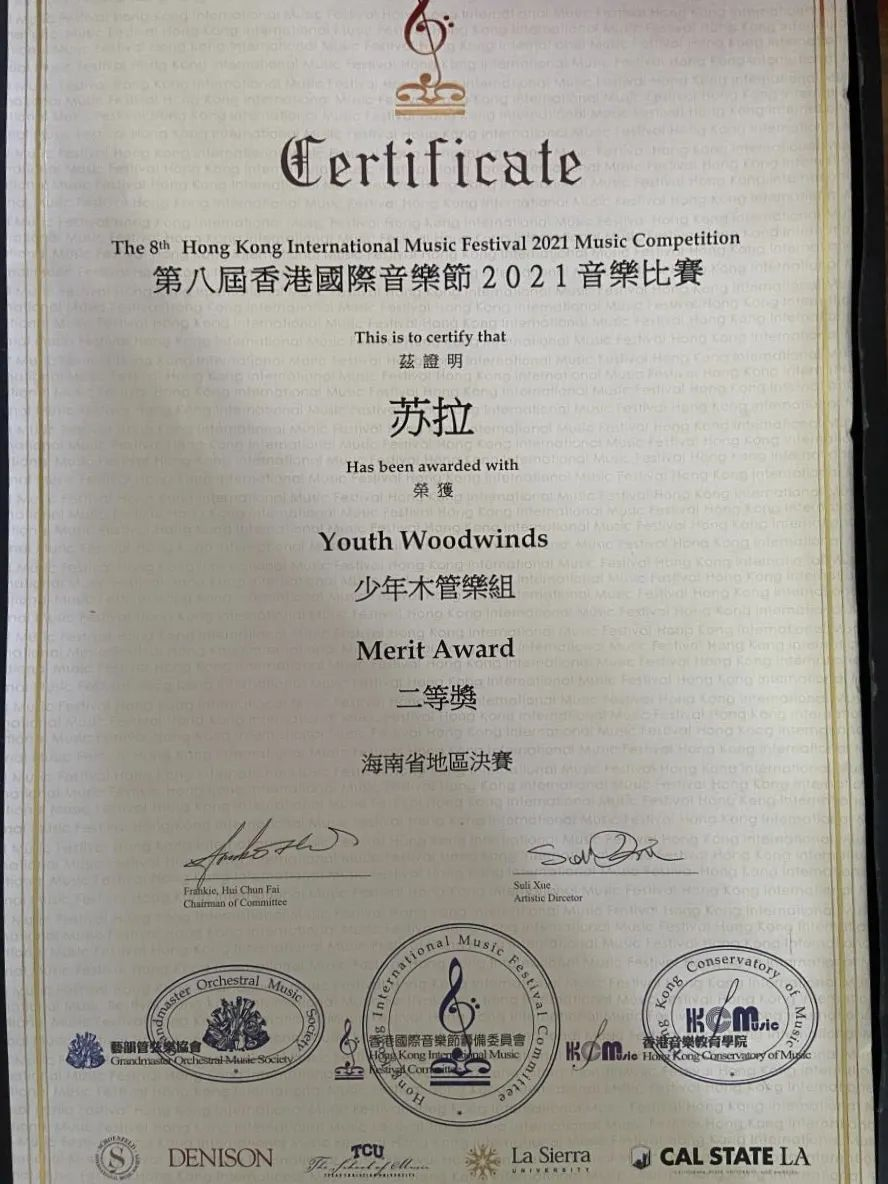 Certificate
The 8th Hong Kong International Music Festival 2021 Music Competition
第八屆香港國際音樂節2021音樂比賽
This is to certify that
茲證明
苏拉
Has been awarded with
榮獲
Youth Woodwinds
少年木管樂組
Merit Award
二等獎
海南省地區決賽
Frankie, Hui Chun Fai
Chairman of Committee
Suli Xue
Artistic Dircetor
Grandmaster Orchestral Music Society
藝韻管弦樂協會
Grandmaster Orchestral Music Society
Hong Kong International Music Festival Committee
香港國際音樂節籌備委員會
Hong Kong International Music
Festival Committee
Hong Kong Conservatory of Music
HKCMusic
HKCMusic
香港音樂教育學院
Hong Kong Conservatory of Music
S
DENISON
TCU
The School of Music
La Sierra
UNIVERSITY
CAL STATE LA